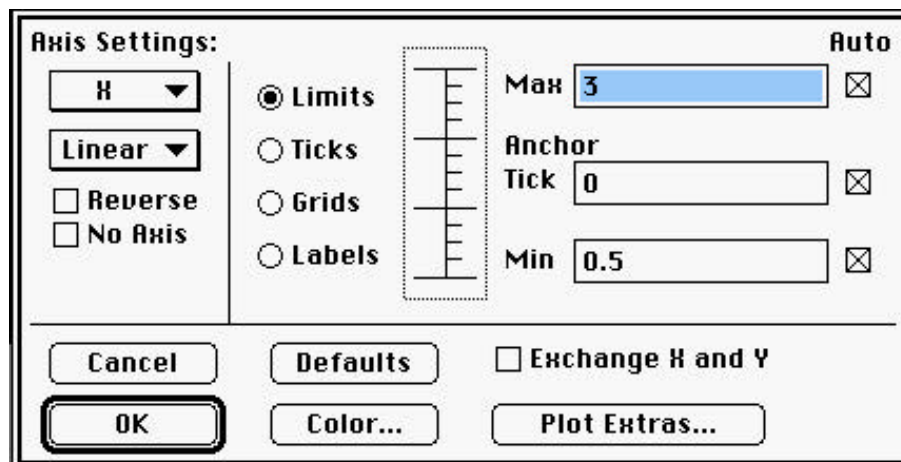 Axis Settings:
Auto
X
Linear
Reverse
No Axis
Limits
Ticks
Grids
Labels
Max 3
Anchor
Tick 0
Min 0.5
Cancel
Defaults
Exchange X and Y
OK
Color...
Plot Extras...